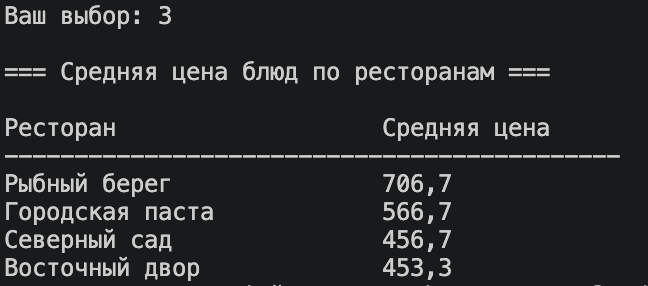 Ваш выбор: 3
=== Средняя цена блюд по ресторанам ===
Ресторан Средняя цена
--------------------------------------------
Рыбный берег 706,7
Городская паста 566,7
Северный сад 456,7
Восточный двор 453,3